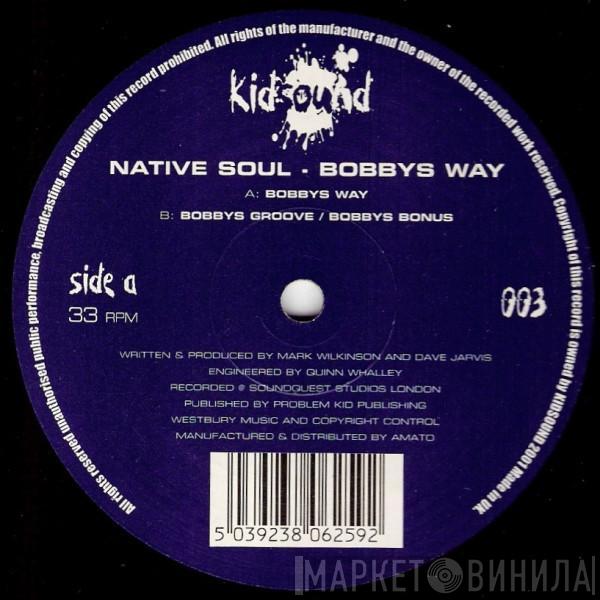 All rights reserved unauthorised public performance, broadcasting and copying of this record prohibited. All rights of the manufacturer and the owner of the recorded work reserved. Copyright of this record is owned by KIDSOUND 2001 Made in UK.
kidsound
NATIVE SOUL - BOBBYS WAY
A: BOBBYS WAY
B: BOBBYS GROOVE / BOBBYS BONUS
side a
33 RPM
003
WRITTEN & PRODUCED BY MARK WILKINSON AND DAVE JARVIS
ENGINEERED BY QUINN WHALLEY
RECORDED @ SOUNDQUEST STUDIOS LONDON
PUBLISHED BY PROBLEM KID PUBLISHING
WESTBURY MUSIC AND COPYRIGHT CONTROL
MANUFACTURED & DISTRIBUTED BY AMATO
5 039238 062592
МАРКЕТ ВИНИЛА